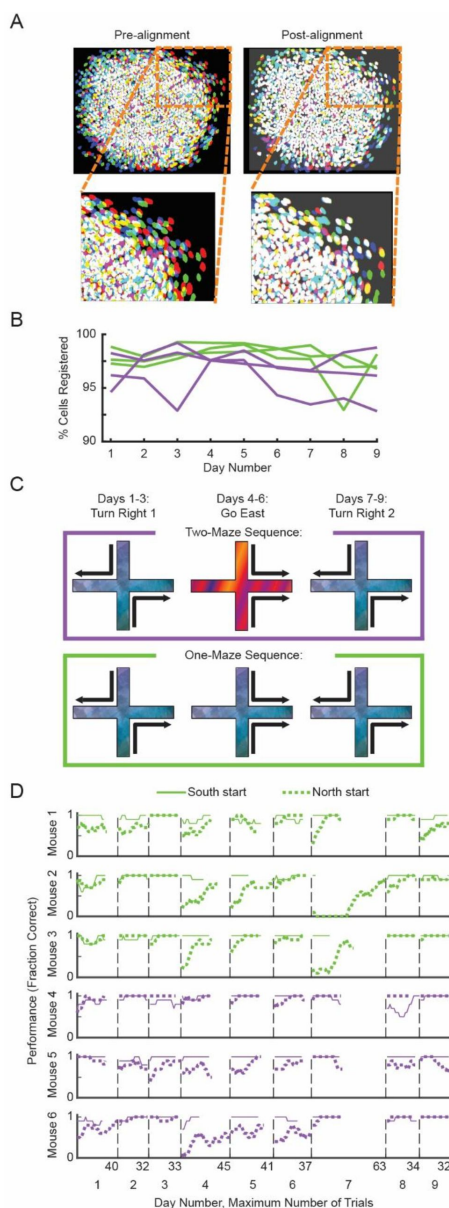 A
Pre-alignment Post-alignment
B
% Cells Registered
100
95
90
1 2 3 4 5 6 7 8 9
Day Number
C
Days 1-3: Days 4-6: Days 7-9:
Turn Right 1 Go East Turn Right 2
Two-Maze Sequence:
One-Maze Sequence:
D
South start North start
Performance (Fraction Correct)
Mouse 1
1
0
Mouse 2
1
0
Mouse 3
1
0
Mouse 4
1
0
Mouse 5
1
0
Mouse 6
1
0
40 32 33 45 41 37 63 34 32
1 2 3 4 5 6 7 8 9
Day Number, Maximum Number of Trials